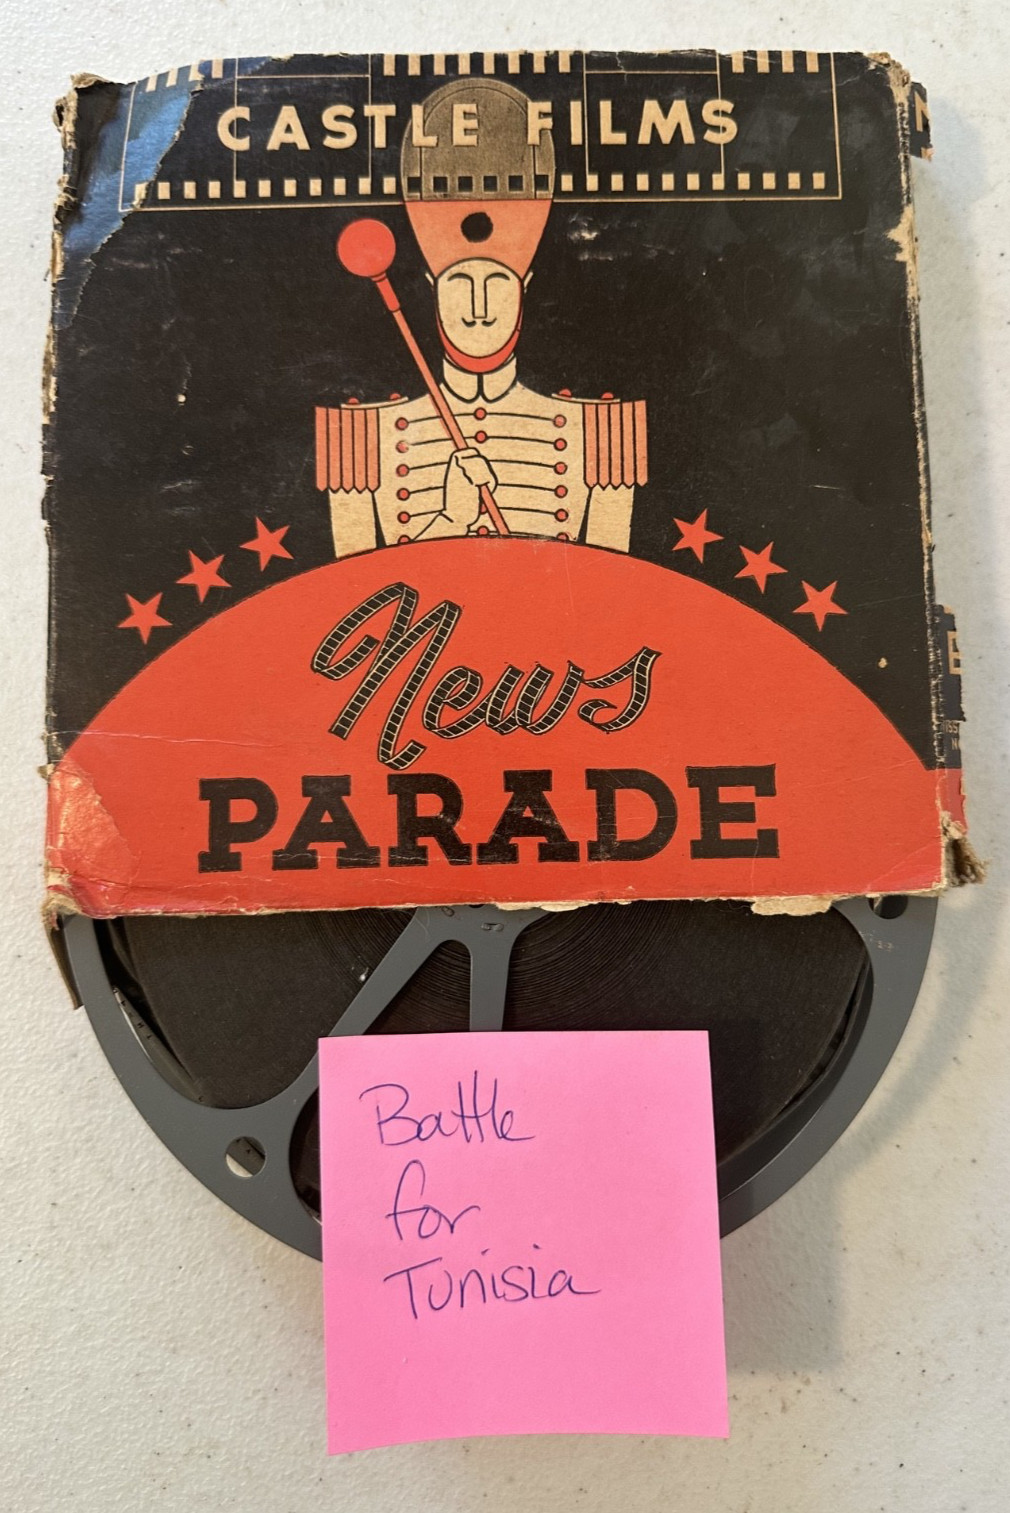 CASTLE FILMS
News
PARADE
Battle
for
Tunisia